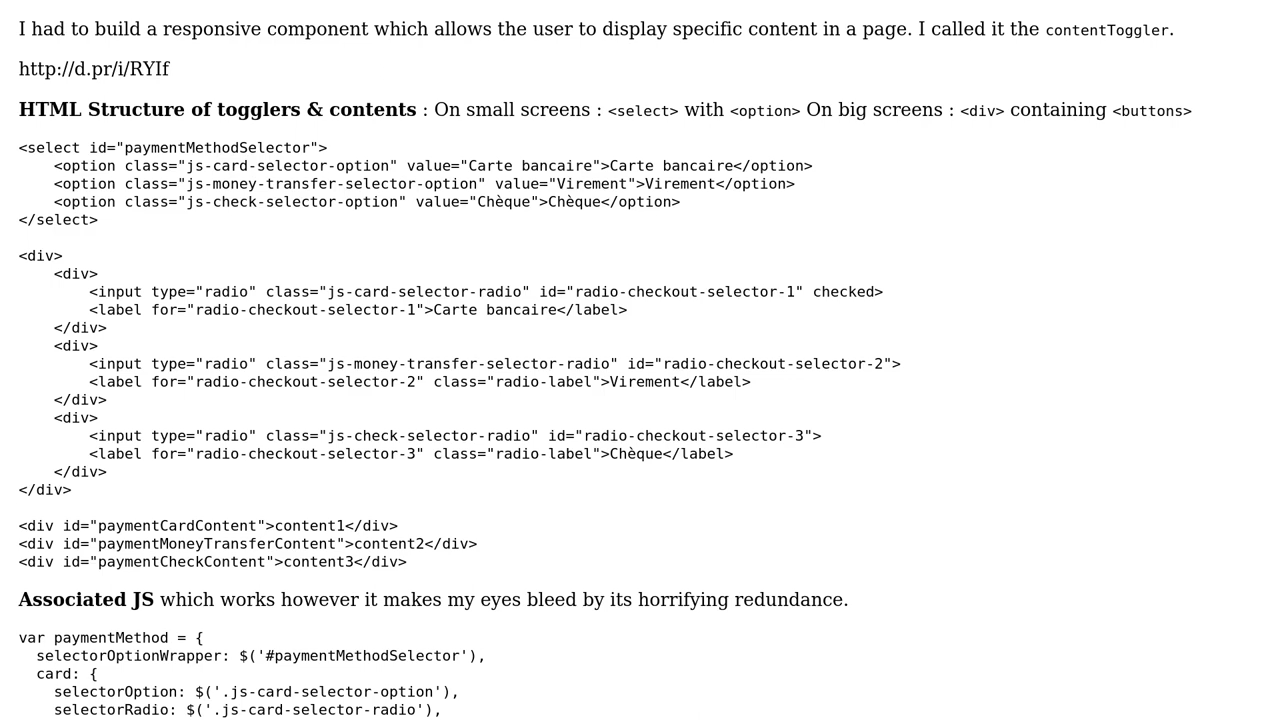 I had to build a responsive component which allows the user to display specific content in a page. I called it the contentToggler.
http://d.pr/i/RYIf
HTML Structure of togglers & contents : On small screens : <select> with <option> On big screens : <div> containing <buttons>
<select id="paymentMethodSelector">
    <option class="js-card-selector-option" value="Carte bancaire">Carte bancaire</option>
    <option class="js-money-transfer-selector-option" value="Virement">Virement</option>
    <option class="js-check-selector-option" value="Chèque">Chèque</option>
</select>
<div>
    <div>
        <input type="radio" class="js-card-selector-radio" id="radio-checkout-selector-1" checked>
        <label for="radio-checkout-selector-1">Carte bancaire</label>
    </div>
    <div>
        <input type="radio" class="js-money-transfer-selector-radio" id="radio-checkout-selector-2">
        <label for="radio-checkout-selector-2" class="radio-label">Virement</label>
    </div>
    <div>
        <input type="radio" class="js-check-selector-radio" id="radio-checkout-selector-3">
        <label for="radio-checkout-selector-3" class="radio-label">Chèque</label>
    </div>
</div>
<div id="paymentCardContent">content1</div>
<div id="paymentMoneyTransferContent">content2</div>
<div id="paymentCheckContent">content3</div>
Associated JS which works however it makes my eyes bleed by its horrifying redundance.
var paymentMethod = {
  selectorOptionWrapper: $('#paymentMethodSelector'),
  card: {
    selectorOption: $('.js-card-selector-option'),
    selectorRadio: $('.js-card-selector-radio'),